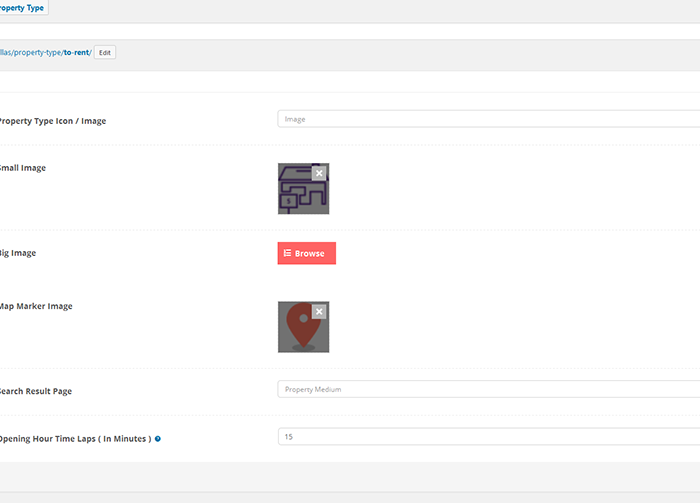 roperty Type
llas/property-type/to-rent/ Edit
Property Type Icon / Image
Image
Small Image
Big Image
Browse
Map Marker Image
Search Result Page
Property Medium
Opening Hour Time Laps ( In Minutes ) ?
15